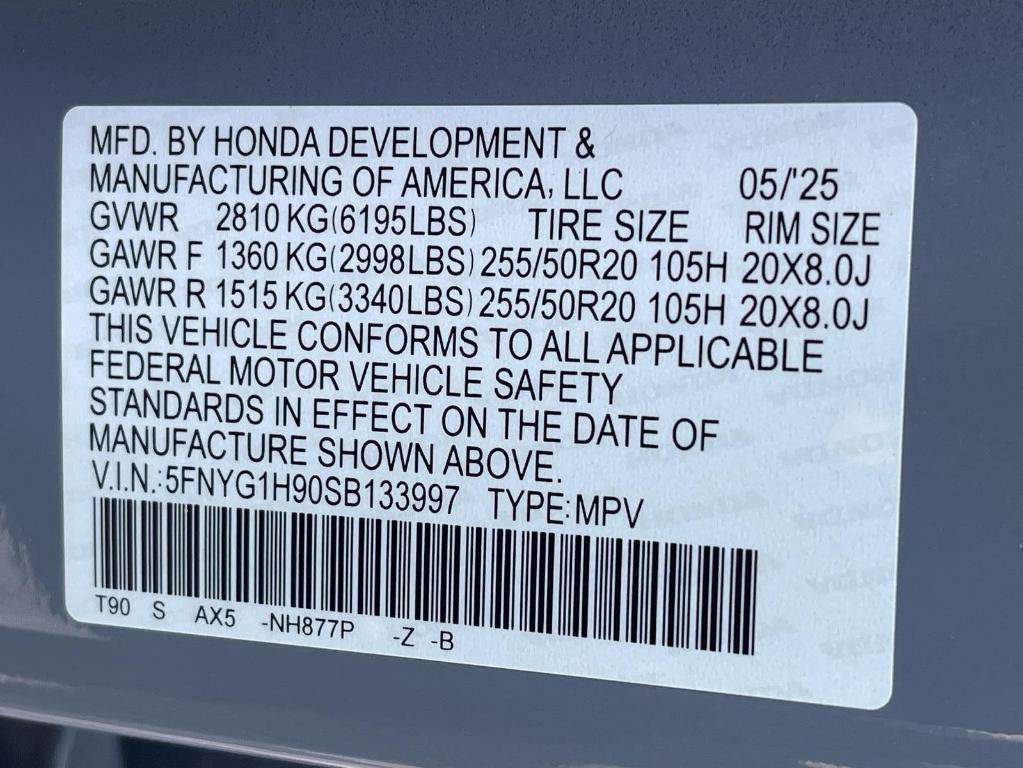 MFD. BY HONDA DEVELOPMENT &
MANUFACTURING OF AMERICA, LLC 05/'25
GVWR 2810 KG(6195LBS) TIRE SIZE RIM SIZE
GAWR F 1360 KG(2998LBS) 255/50R20 105H 20X8.0J
GAWR R 1515 KG(3340LBS) 255/50R20 105H 20X8.0J
THIS VEHICLE CONFORMS TO ALL APPLICABLE
FEDERAL MOTOR VEHICLE SAFETY
STANDARDS IN EFFECT ON THE DATE OF
MANUFACTURE SHOWN ABOVE.
V.I.N.:5FNYG1H90SB133997 TYPE:MPV
T90 S AX5 -NH877P -Z -B